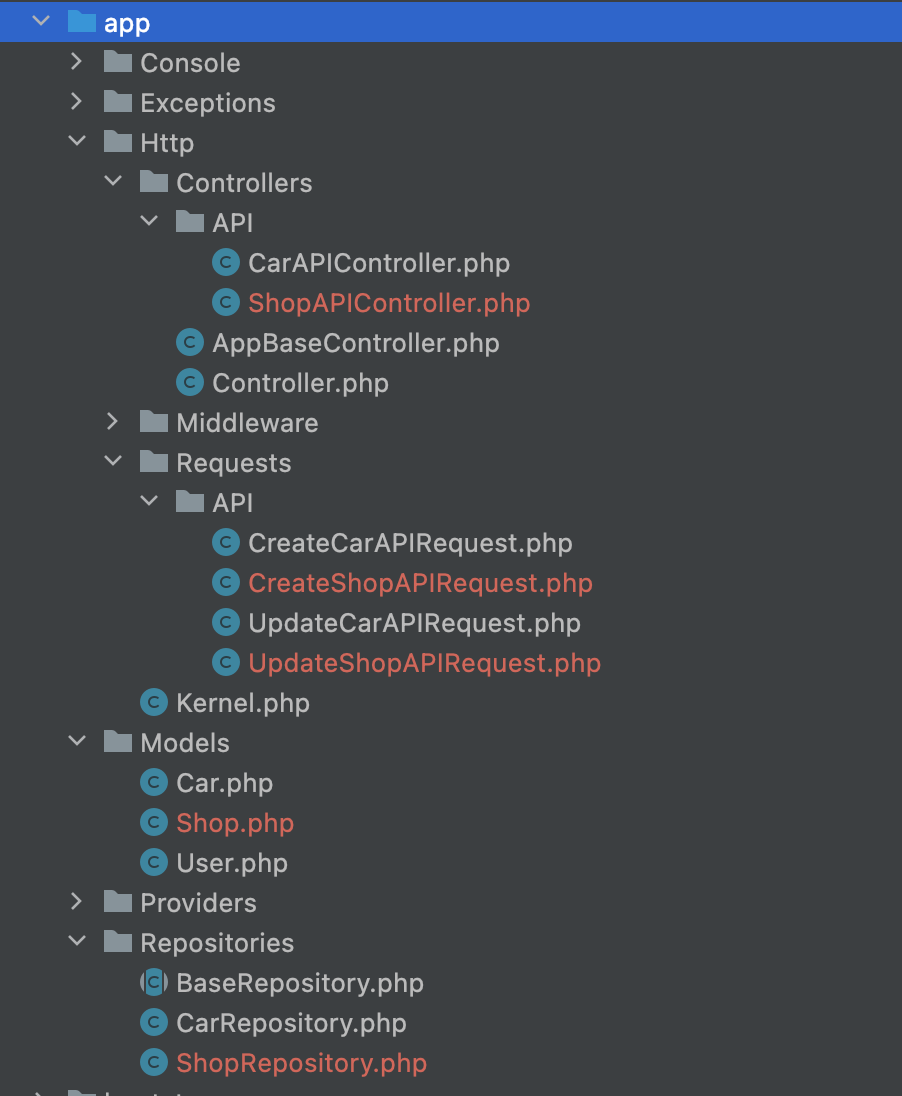 app
Console
Exceptions
Http
Controllers
API
CarAPIController.php
ShopAPIController.php
AppBaseController.php
Controller.php
Middleware
Requests
API
CreateCarAPIRequest.php
CreateShopAPIRequest.php
UpdateCarAPIRequest.php
UpdateShopAPIRequest.php
Kernel.php
Models
Car.php
Shop.php
User.php
Providers
Repositories
BaseRepository.php
CarRepository.php
ShopRepository.php